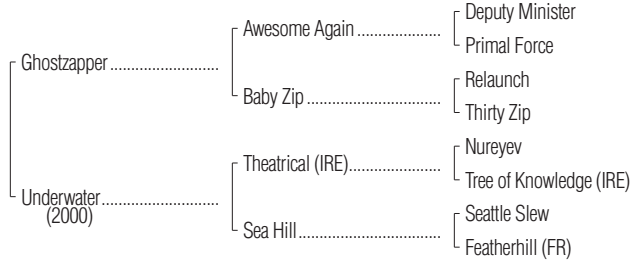 Deputy Minister
Awesome Again
Primal Force
Ghostzapper
Relaunch
Baby Zip
Thirty Zip
Nureyev
Theatrical (IRE)
Tree of Knowledge (IRE)
Underwater
(2000)
Seattle Slew
Sea Hill
Featherhill (FR)